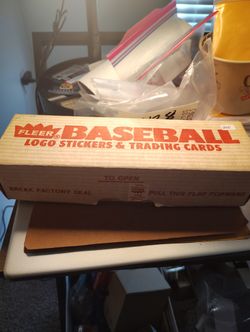 FLEER® BASEBALL
LOGO STICKERS & TRADING CARDS
TO OPEN
BREAK FACTORY SEAL
PULL THIS FLAP FORWARD